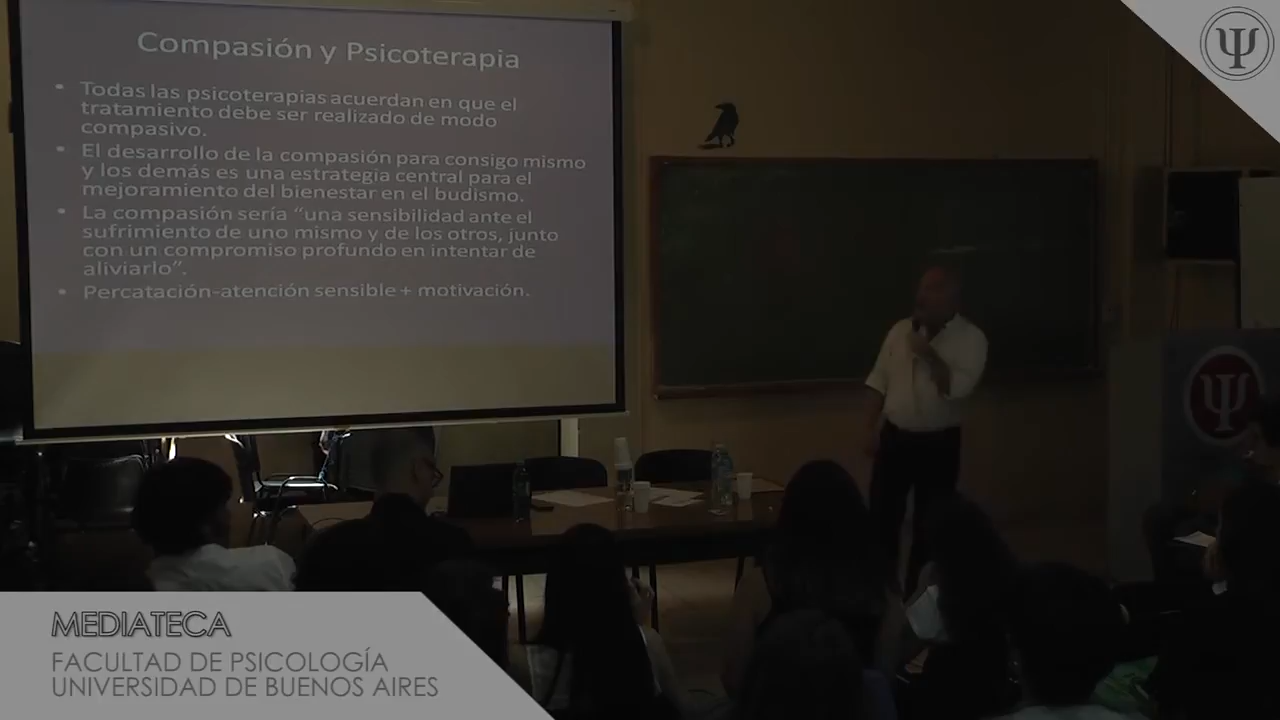 Compasión y Psicoterapia
• Todas las psicoterapias acuerdan en que el
tratamiento debe ser realizado de modo
compasivo.
• El desarrollo de la compasión para consigo mismo
y los demás es una estrategia central para el
mejoramiento del bienestar en el budismo.
• La compasión sería “una sensibilidad ante el
sufrimiento de uno mismo y de los otros, junto
con un compromiso profundo en intentar de
aliviarlo”.
• Percatación-atención sensible + motivación.
Ψ
Ψ
MEDIATECA
FACULTAD DE PSICOLOGÍA
UNIVERSIDAD DE BUENOS AIRES